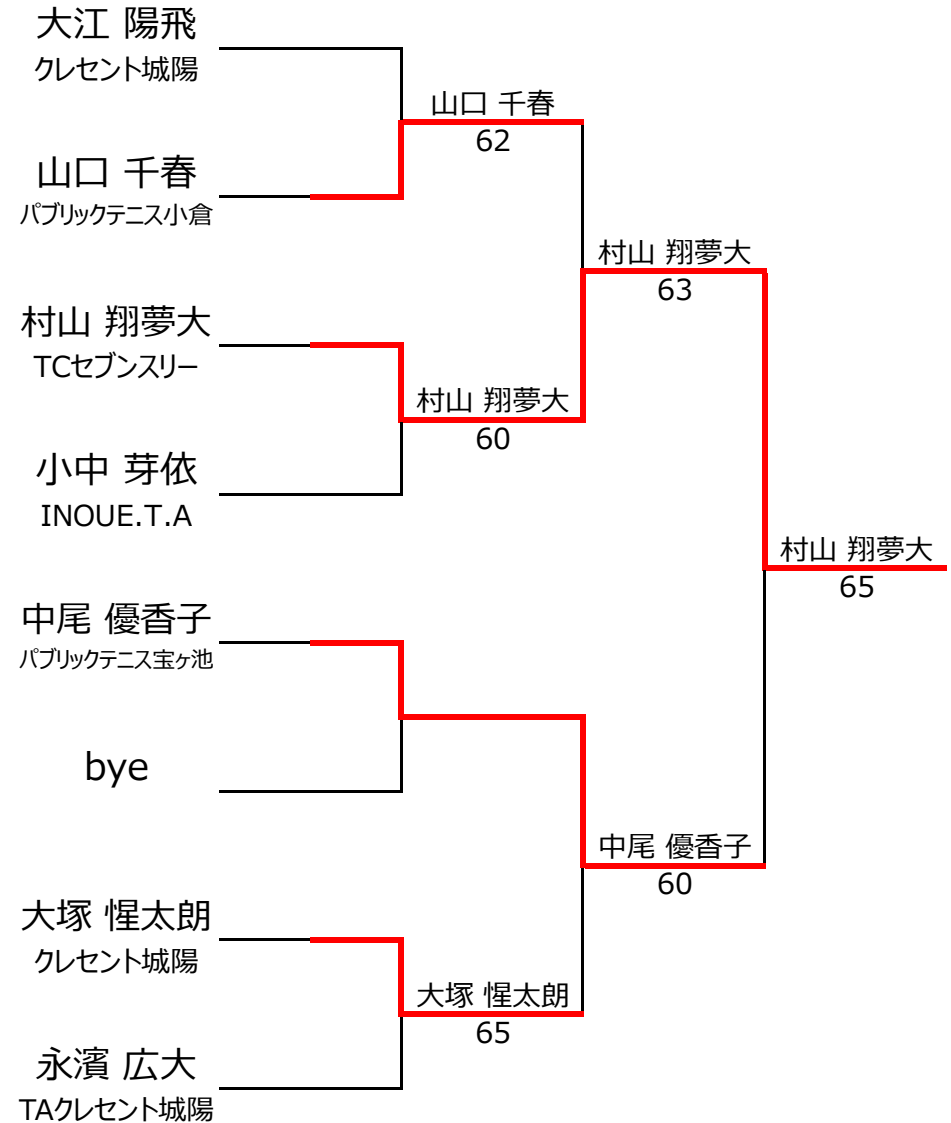 大江 陽飛
クレセント城陽
山口 千春
62
山口 千春
パブリックテニス小倉
村山 翔夢大
63
村山 翔夢大
TCセブンスリー
村山 翔夢大
60
小中 芽依
INOUE.T.A
村山 翔夢大
65
中尾 優香子
パブリックテニス宝ヶ池
bye
中尾 優香子
60
大塚 惺太朗
クレセント城陽
大塚 惺太朗
65
永濱 広大
TAクレセント城陽